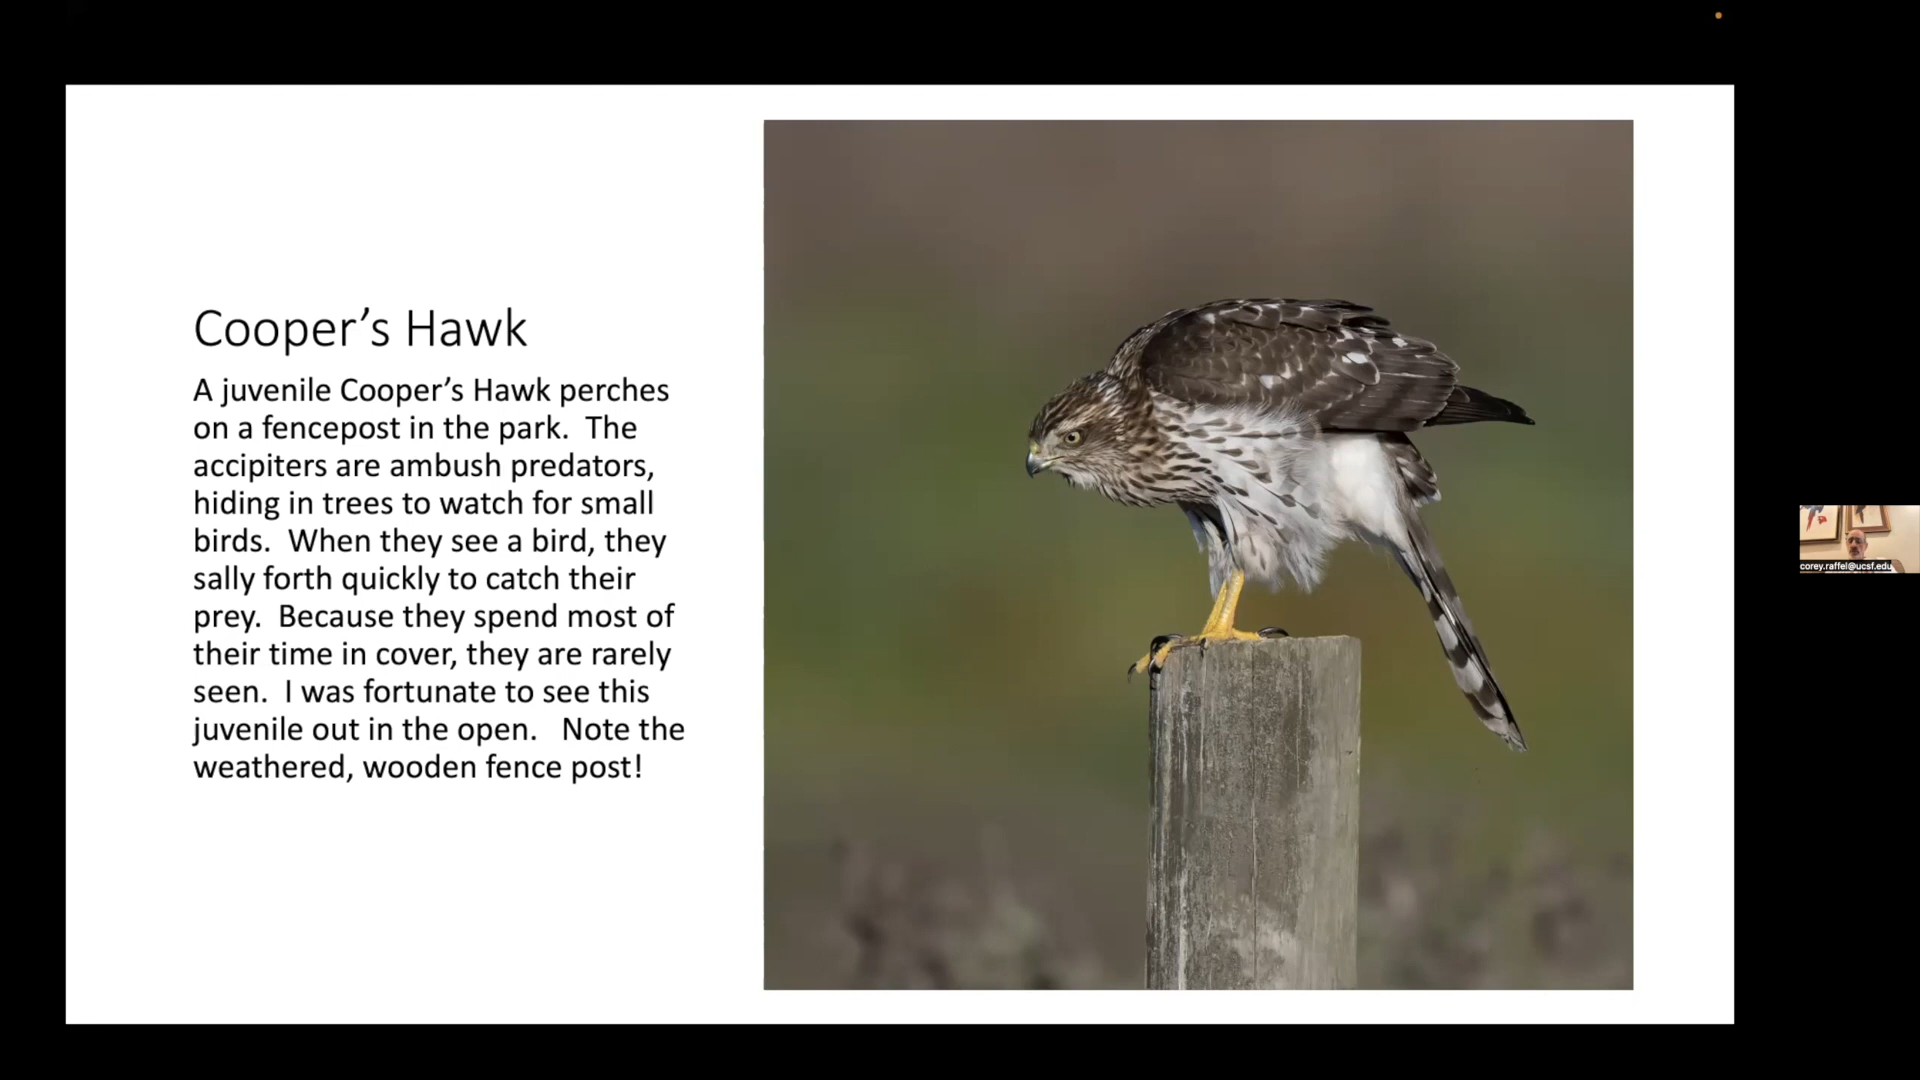 Cooper’s Hawk
A juvenile Cooper’s Hawk perches
on a fencepost in the park.  The
accipiters are ambush predators,
hiding in trees to watch for small
birds.  When they see a bird, they
sally forth quickly to catch their
prey.  Because they spend most of
their time in cover, they are rarely
seen.  I was fortunate to see this
juvenile out in the open.   Note the
weathered, wooden fence post!
corey.raffel@ucsf.edu